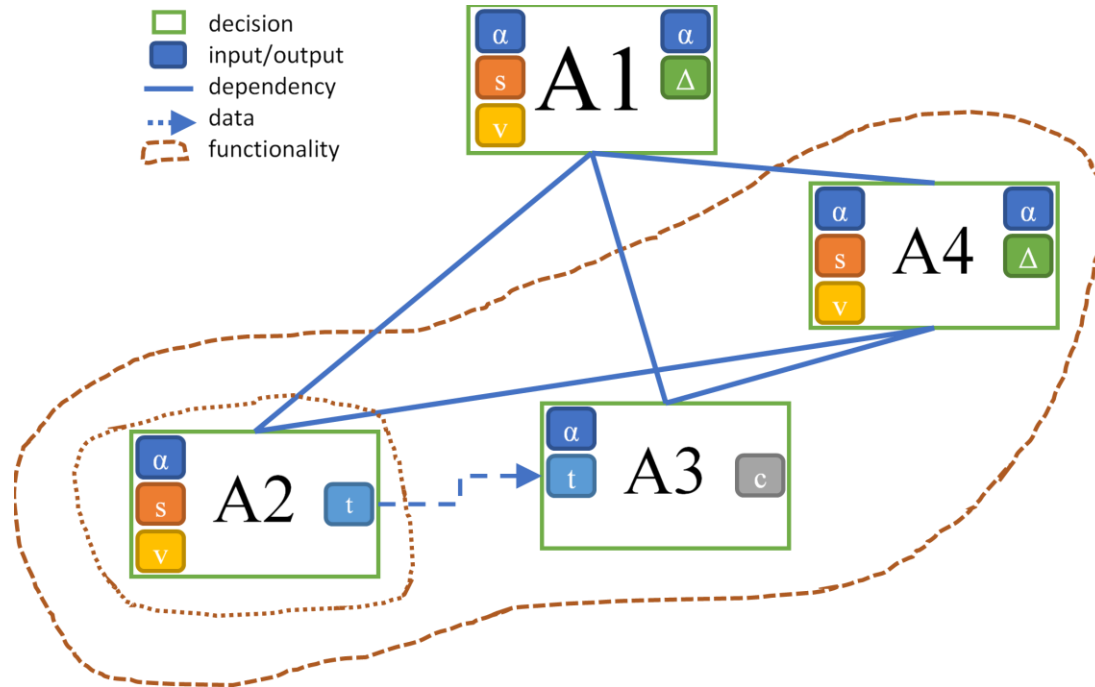 decision
input/output
dependency
data
functionality
α α
s A1 Δ
v
α α
s A4 Δ
v
α
s A2 t
v
α
t A3 c